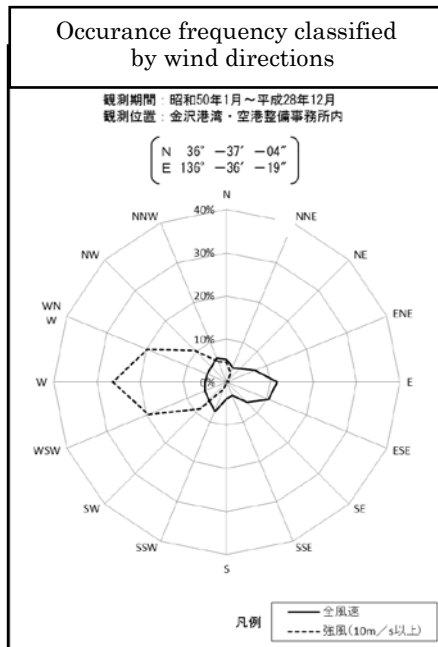 Occurance frequency classified
by wind directions
観測期間：昭和50年1月～平成28年12月
観測位置：金沢港湾・空港整備事務所内
N 36° －37′ －04″
E 136° －36′ －19″
N
40%
NNW
NNE
30%
NW
NE
20%
WN
W
ENE
10%
W
0%
E
WSW
ESE
SW
SE
SSW
SSE
S
凡例
全風速
強風(10m／s以上)